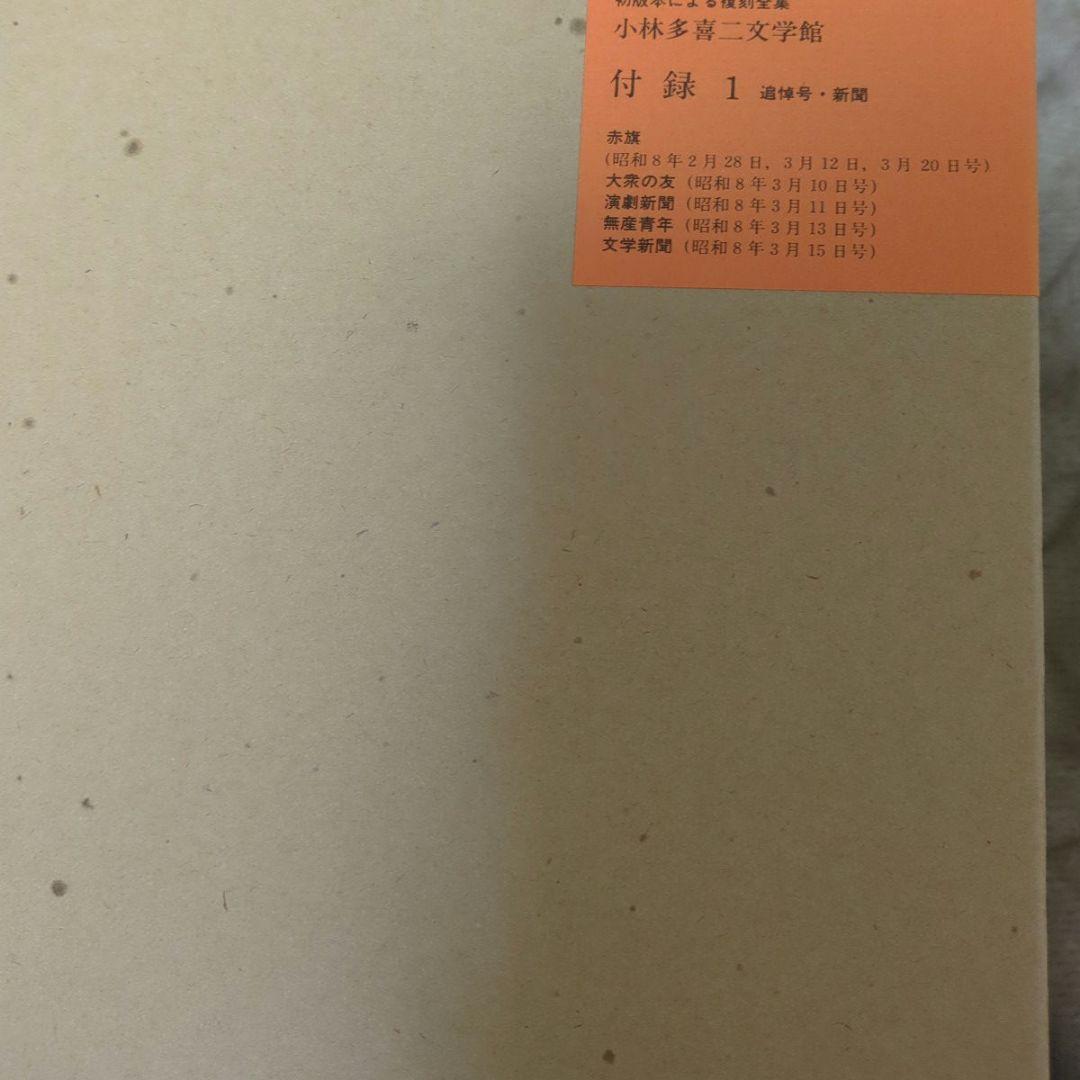 初版本による復刻全集
小林多喜二文学館
付録 1 追悼号・新聞
赤旗
(昭和8年2月28日, 3月12日, 3月20日号)
大衆の友 (昭和8年3月10日号)
演劇新聞 (昭和8年3月11日号)
無産青年 (昭和8年3月13日号)
文学新聞 (昭和8年3月15日号)